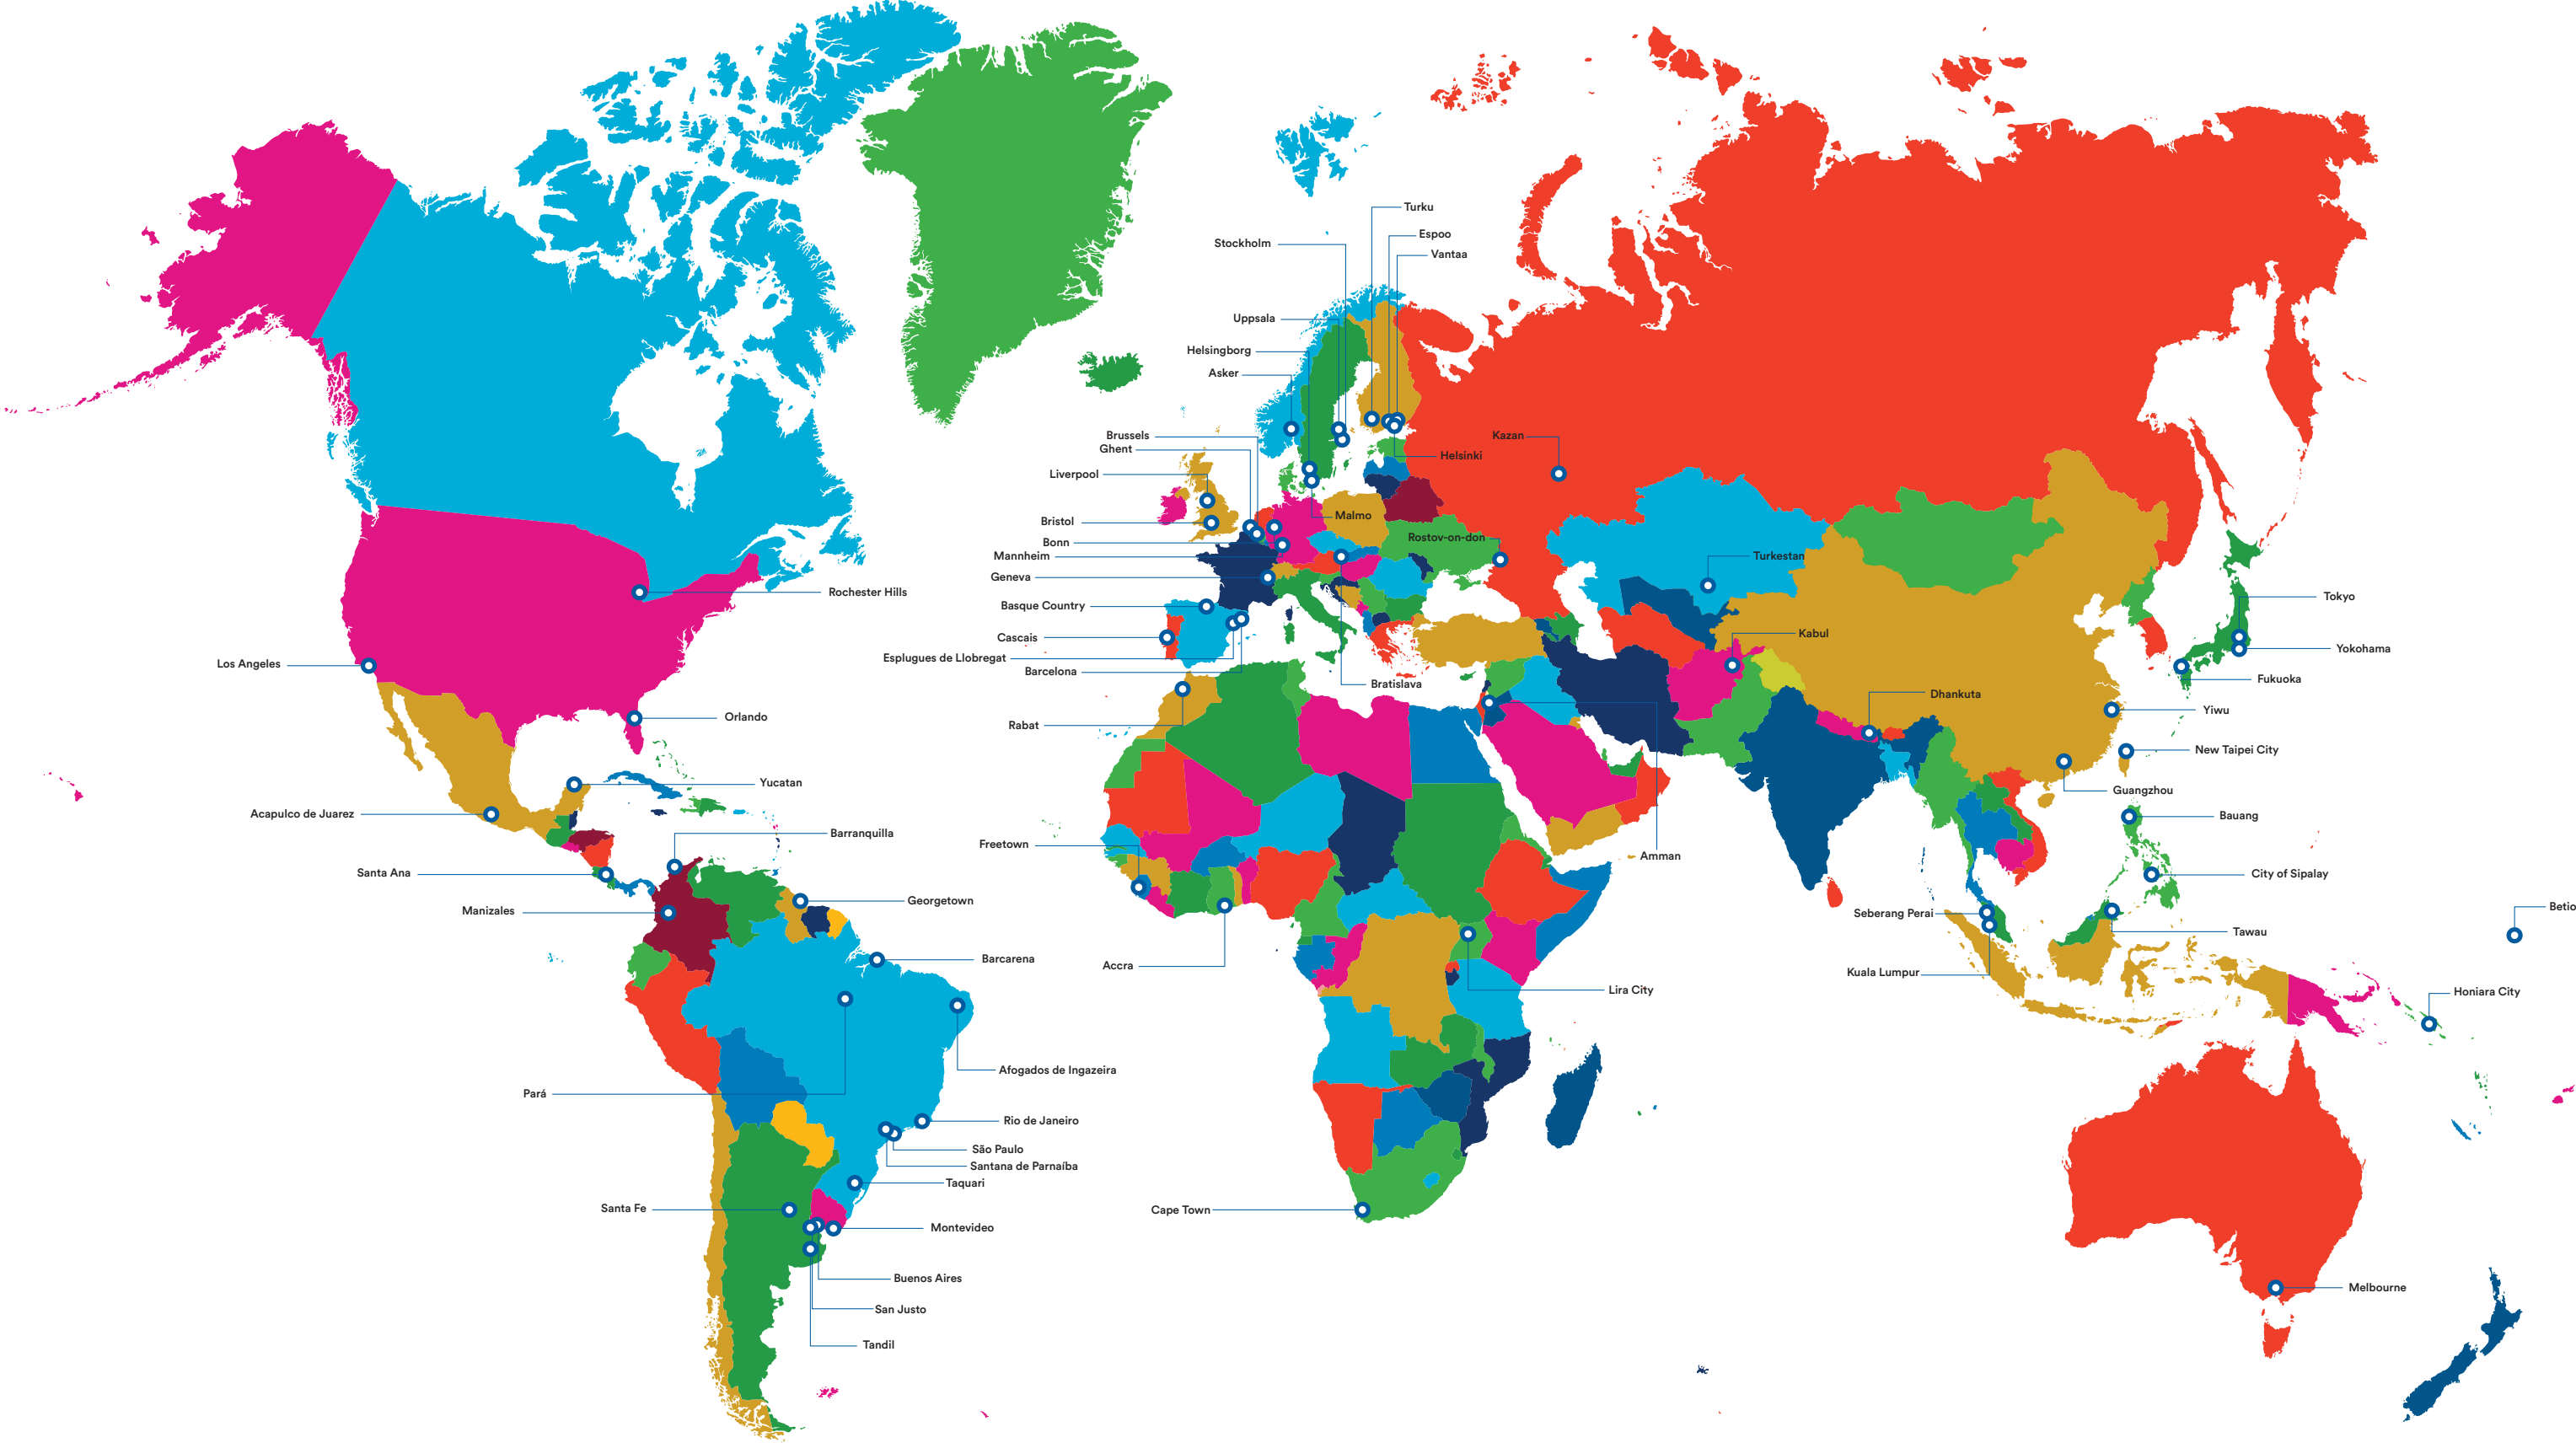 Turku
Espoo
Stockholm
Vantaa
Uppsala
Helsingborg
Asker
Brussels
Kazan
Ghent
Helsinki
Liverpool
Malmo
Bristol
Rostov-on-don
Bonn
Mannheim
Turkestan
Geneva
Rochester Hills
Tokyo
Basque Country
Kabul
Cascais
Yokohama
Esplugues de Llobregat
Los Angeles
Barcelona
Fukuoka
Bratislava
Dhankuta
Yiwu
Orlando
Rabat
New Taipei City
Yucatan
Guangzhou
Acapulco de Juarez
Bauang
Barranquilla
Freetown
Amman
Santa Ana
City of Sipalay
Georgetown
Betio
Manizales
Seberang Perai
Tawau
Barcarena
Accra
Kuala Lumpur
Lira City
Honiara City
Afogados de Ingazeira
Pará
Rio de Janeiro
São Paulo
Santana de Parnaíba
Taquari
Santa Fe
Cape Town
Montevideo
Buenos Aires
Melbourne
San Justo
Tandil